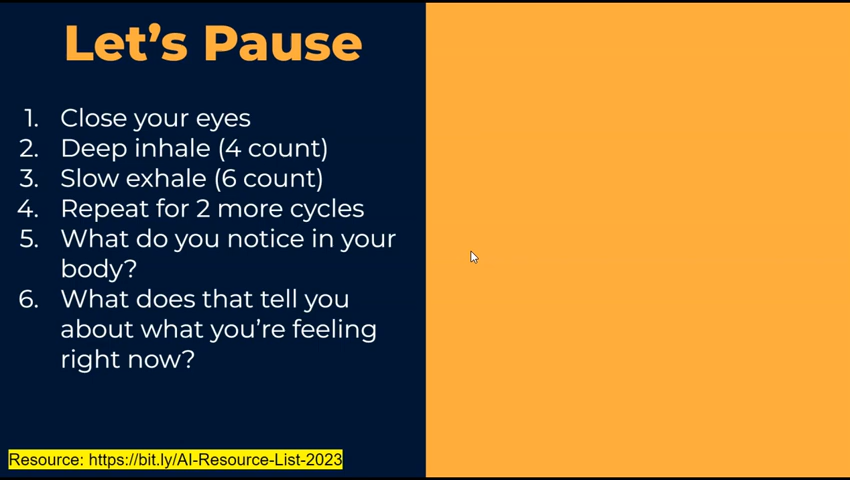 Let’s Pause
1. Close your eyes
2. Deep inhale (4 count)
3. Slow exhale (6 count)
4. Repeat for 2 more cycles
5. What do you notice in your
body?
6. What does that tell you
about what you’re feeling
right now?
Resource: https://bit.ly/AI-Resource-List-2023